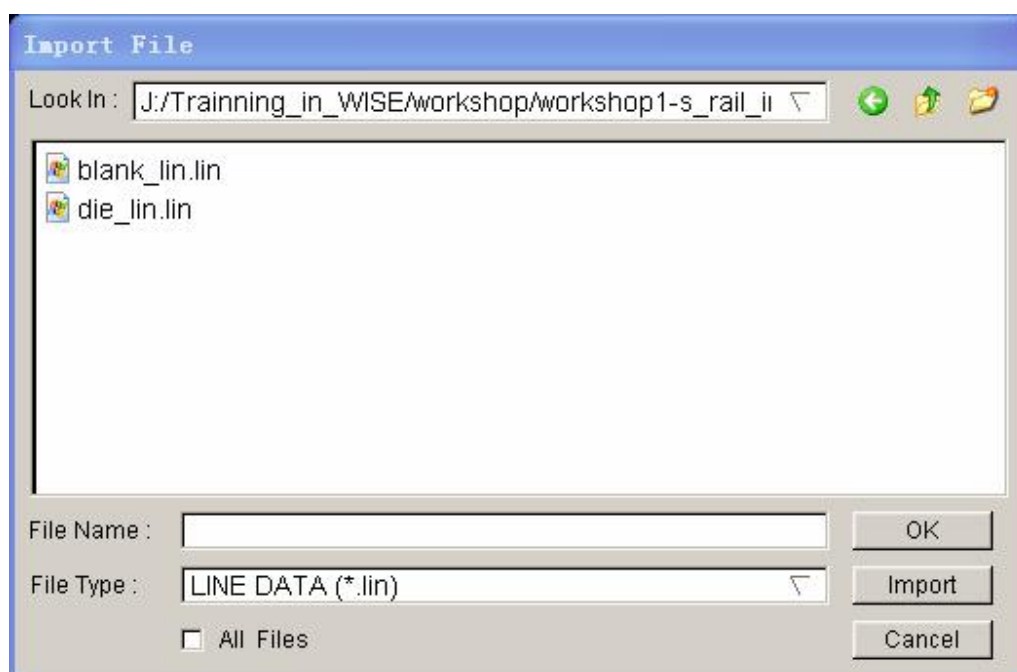 Import File
Look In : J:/Trainning_in_WISE/workshop/workshop1-s_rail_ii
blank_lin.lin
die_lin.lin
File Name : OK
File Type : LINE DATA (*.lin) Import
All Files Cancel